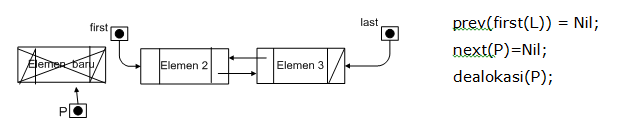 first
last
Elemen baru
Elemen 2
Elemen 3
P
prev(first(L)) = Nil;
next(P)=Nil;
dealokasi(P);